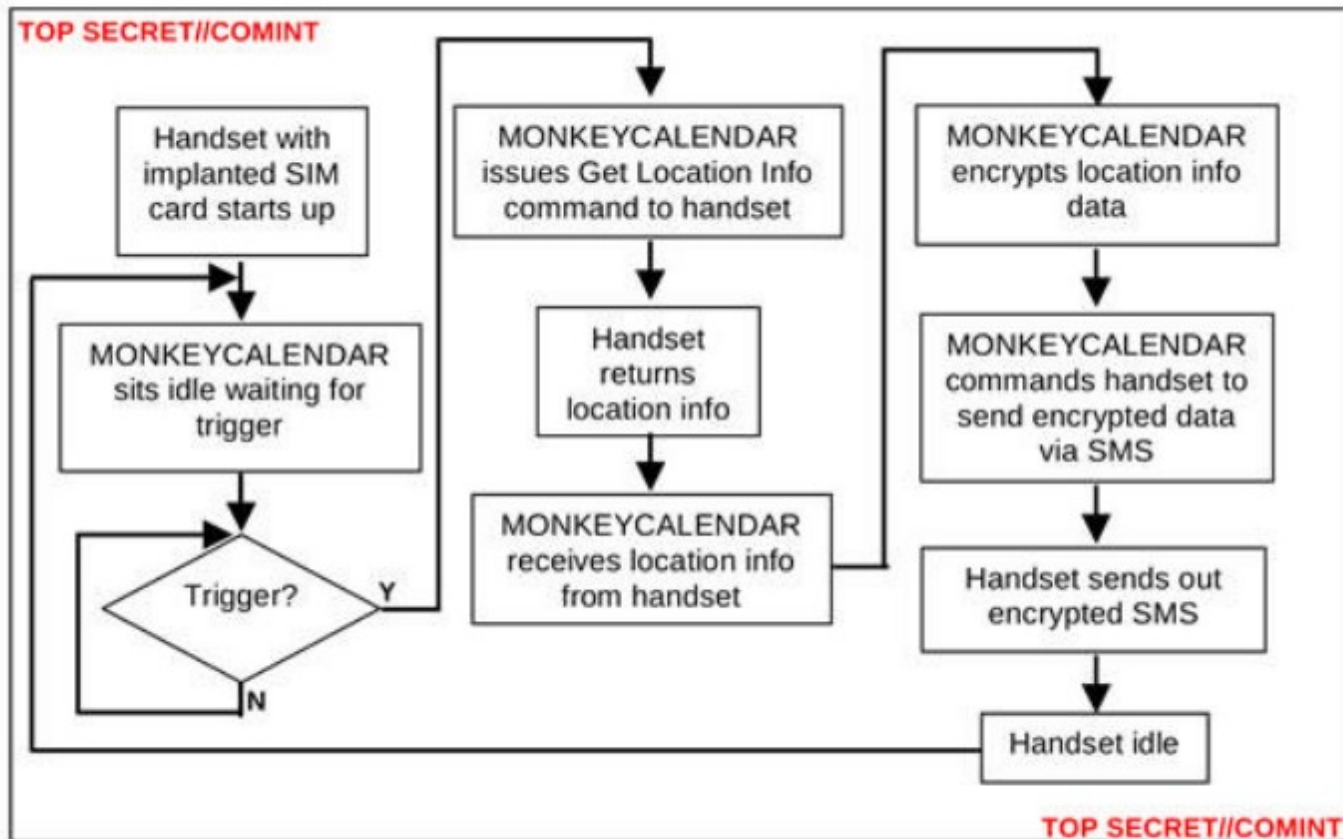 TOP SECRET//COMINT
Handset with
implanted SIM
card starts up
MONKEYCALENDAR
sits idle waiting for
trigger
Trigger?
Y
N
MONKEYCALENDAR
issues Get Location Info
command to handset
Handset
returns
location info
MONKEYCALENDAR
receives location info
from handset
MONKEYCALENDAR
encrypts location info
data
MONKEYCALENDAR
commands handset to
send encrypted data
via SMS
Handset sends out
encrypted SMS
Handset idle
TOP SECRET//COMINT